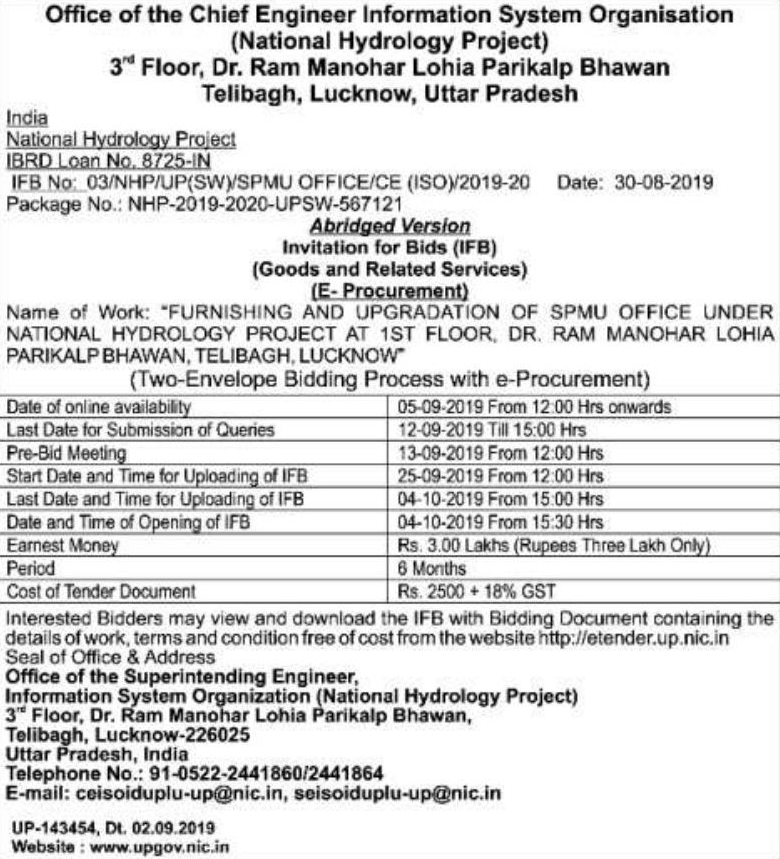 Office of the Chief Engineer Information System Organisation
(National Hydrology Project)
3rd Floor, Dr. Ram Manohar Lohia Parikalp Bhawan
Telibagh, Lucknow, Uttar Pradesh
India
National Hydrology Project
IBRD Loan No. 8725-IN
IFB No: 03/NHP/UP(SW)/SPMU OFFICE/CE (ISO)/2019-20 Date: 30-08-2019
Package No.: NHP-2019-2020-UPSW-567121
Abridged Version
Invitation for Bids (IFB)
(Goods and Related Services)
(E- Procurement)
Name of Work: "FURNISHING AND UPGRADATION OF SPMU OFFICE UNDER
NATIONAL HYDROLOGY PROJECT AT 1ST FLOOR, DR. RAM MANOHAR LOHIA
PARIKALP BHAWAN, TELIBAGH, LUCKNOW"
(Two-Envelope Bidding Process with e-Procurement)
Date of online availability 05-09-2019 From 12:00 Hrs onwards
Last Date for Submission of Queries 12-09-2019 Till 15:00 Hrs
Pre-Bid Meeting 13-09-2019 From 12:00 Hrs
Start Date and Time for Uploading of IFB 25-09-2019 From 12:00 Hrs
Last Date and Time for Uploading of IFB 04-10-2019 From 15:00 Hrs
Date and Time of Opening of IFB 04-10-2019 From 15:30 Hrs
Earnest Money Rs. 3.00 Lakhs (Rupees Three Lakh Only)
Period 6 Months
Cost of Tender Document Rs. 2500 + 18% GST
Interested Bidders may view and download the IFB with Bidding Document containing the
details of work, terms and condition free of cost from the website http://etender.up.nic.in
Seal of Office & Address
Office of the Superintending Engineer,
Information System Organization (National Hydrology Project)
3rd Floor, Dr. Ram Manohar Lohia Parikalp Bhawan,
Telibagh, Lucknow-226025
Uttar Pradesh, India
Telephone No.: 91-0522-2441860/2441864
E-mail: ceisoiduplu-up@nic.in, seisoiduplu-up@nic.in
UP-143454, Dt. 02.09.2019
Website : www.upgov.nic.in